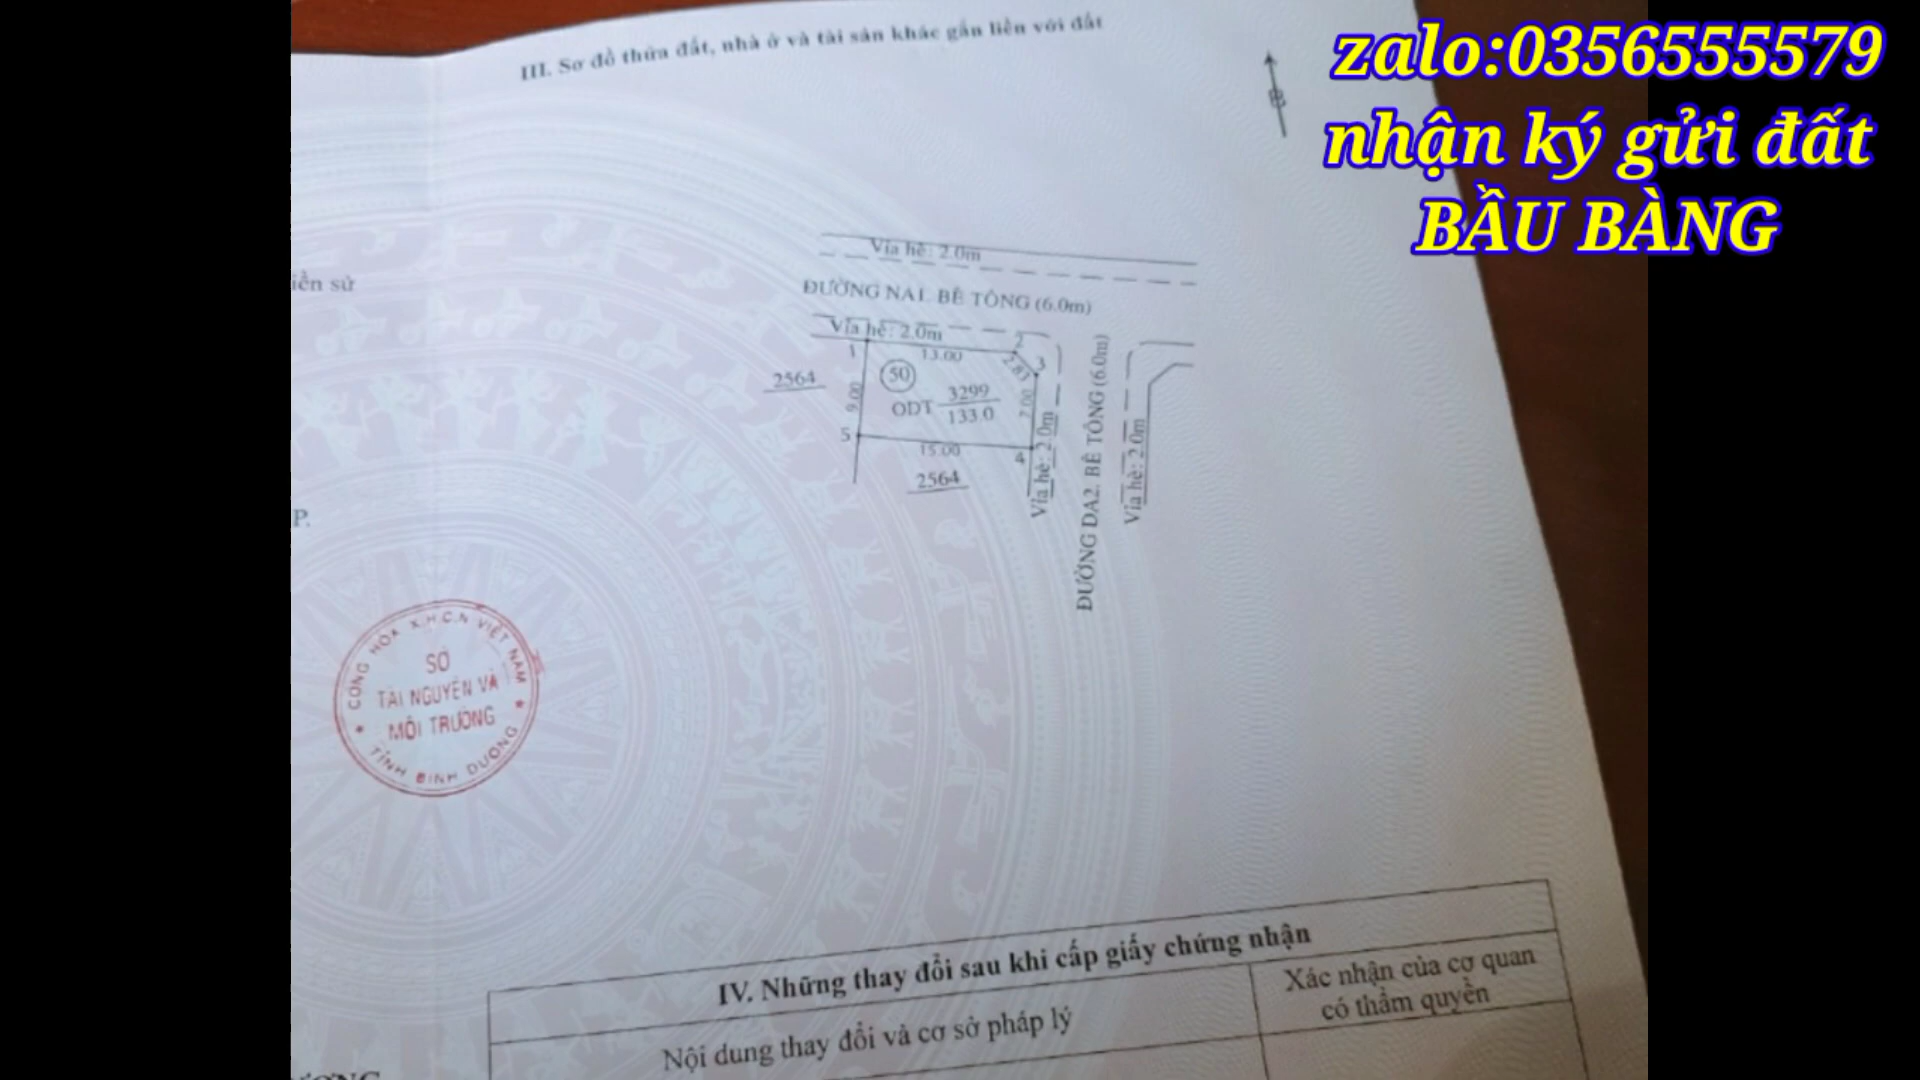 zalo:0356555579
nhận ký gửi đất
BẦU BÀNG
III. Sơ đồ thửa đất, nhà ở và tài sản khác gắn liền với đất
B
Vỉa hè: 2.0m
iền sử
ĐƯỜNG NA1. BÊ TÔNG (6.0m)
Vỉa hè: 2.0m
1
13.00
2
2.83
3
2564
9.00
50
ODT 3299
133.0
7.00
5
15.00
4
2564
Vỉa hè: 2.0m
ĐƯỜNG DA2. BÊ TÔNG (6.0m)
Vỉa hè: 2.0m
P.
CỘNG HÒA X.H.C.N VIỆT NAM
SỞ
TÀI NGUYÊN VÀ
MÔI TRƯỜNG
TỈNH BÌNH DƯƠNG
IV. Những thay đổi sau khi cấp giấy chứng nhận
Nội dung thay đổi và cơ sở pháp lý
Xác nhận của cơ quan
có thẩm quyền